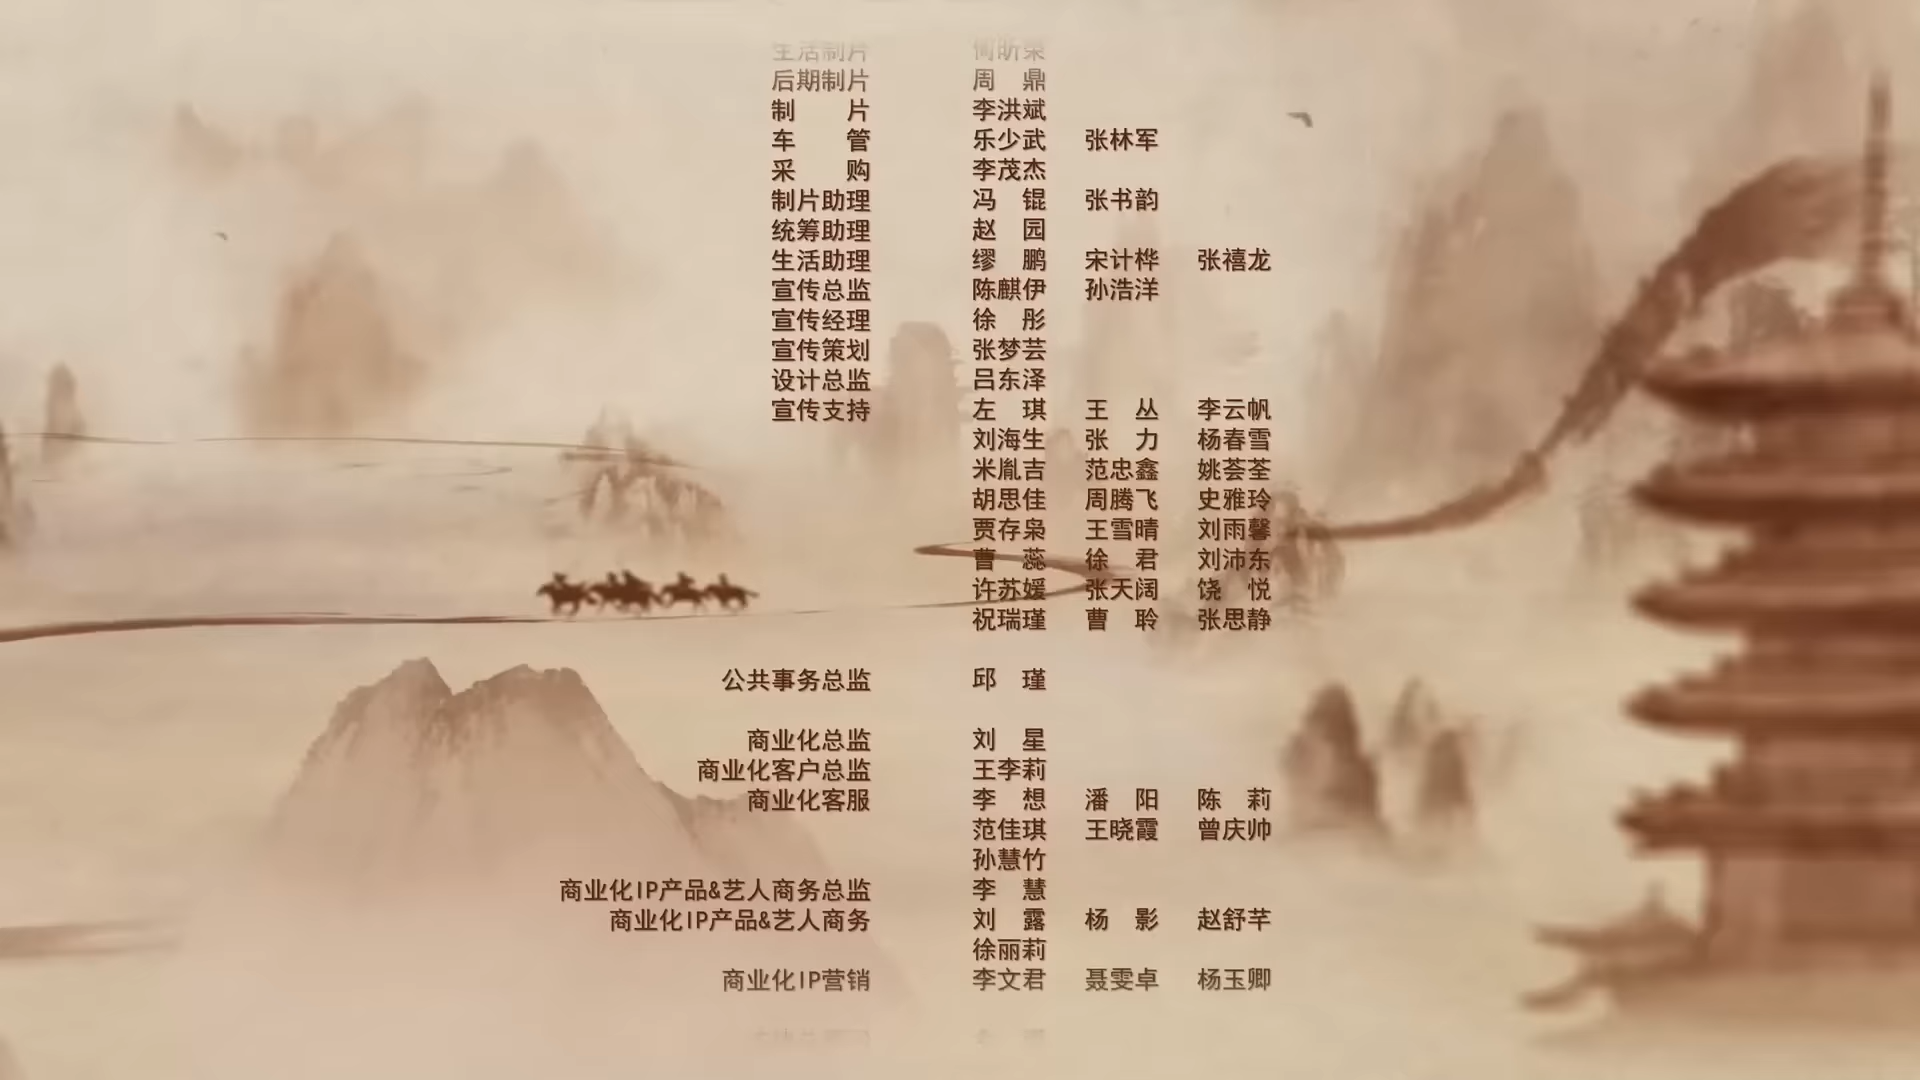 生活制片
后期制片 周 鼎
制 片 李洪斌
车 管 乐少武 张林军
采 购 李茂杰
制片助理 冯 锟 张书韵
统筹助理 赵 园
生活助理 缪 鹏 宋计桦 张禧龙
宣传总监 陈麒伊 孙浩洋
宣传经理 徐 彤
宣传策划 张梦芸
设计总监 吕东泽
宣传支持 左 琪 王 丛 李云帆
刘海生 张 力 杨春雪
米胤吉 范忠鑫 姚荟荃
胡思佳 周腾飞 史雅玲
贾存枭 王雪晴 刘雨馨
曹 蕊 徐 君 刘沛东
许苏媛 张天阔 饶 悦
祝瑞瑾 曹 聆 张思静
公共事务总监 邱 瑾
商业化总监 刘 星
商业化客户总监 王李莉
商业化客服 李 想 潘 阳 陈 莉
范佳琪 王晓霞 曾庆帅
孙慧竹
商业化IP产品&艺人商务总监 李 慧
商业化IP产品&艺人商务 刘 露 杨 影 赵舒芊
徐丽莉
商业化IP营销 李文君 聂雯卓 杨玉卿